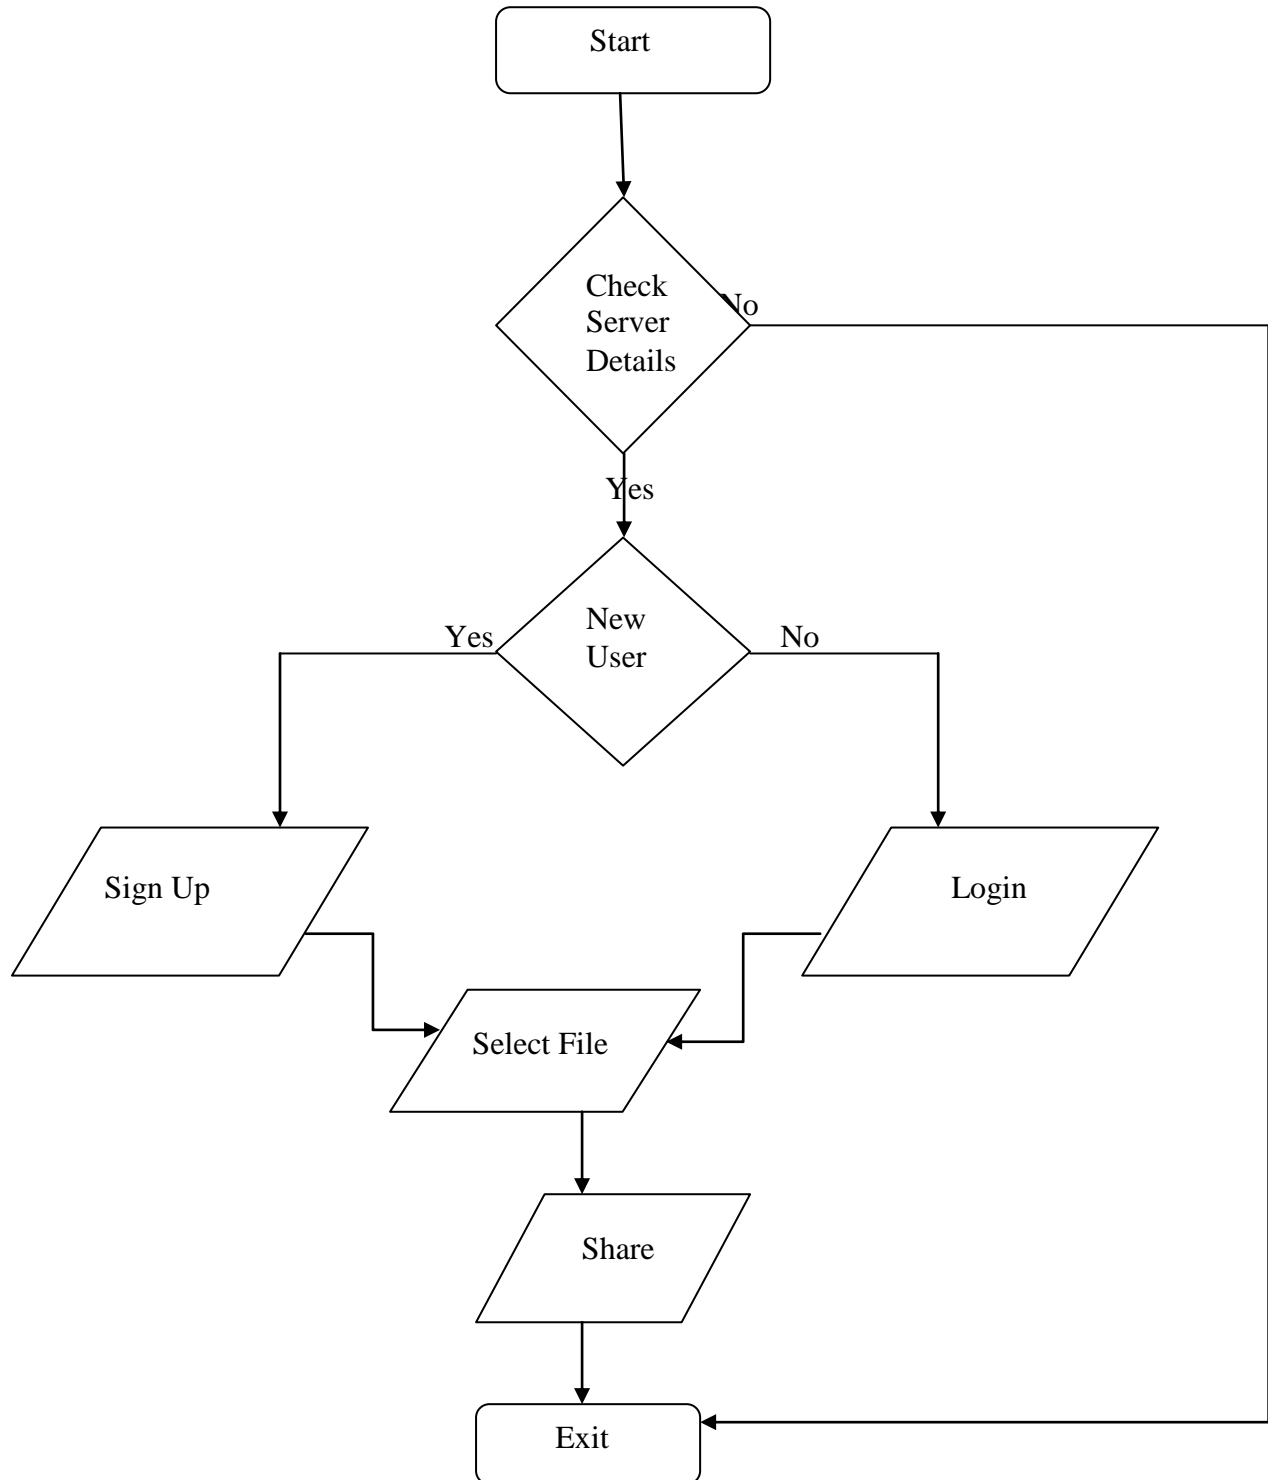 Start
Check
Server
Details
No
Yes
New
User
Yes
No
Sign Up
Login
Select File
Share
Exit